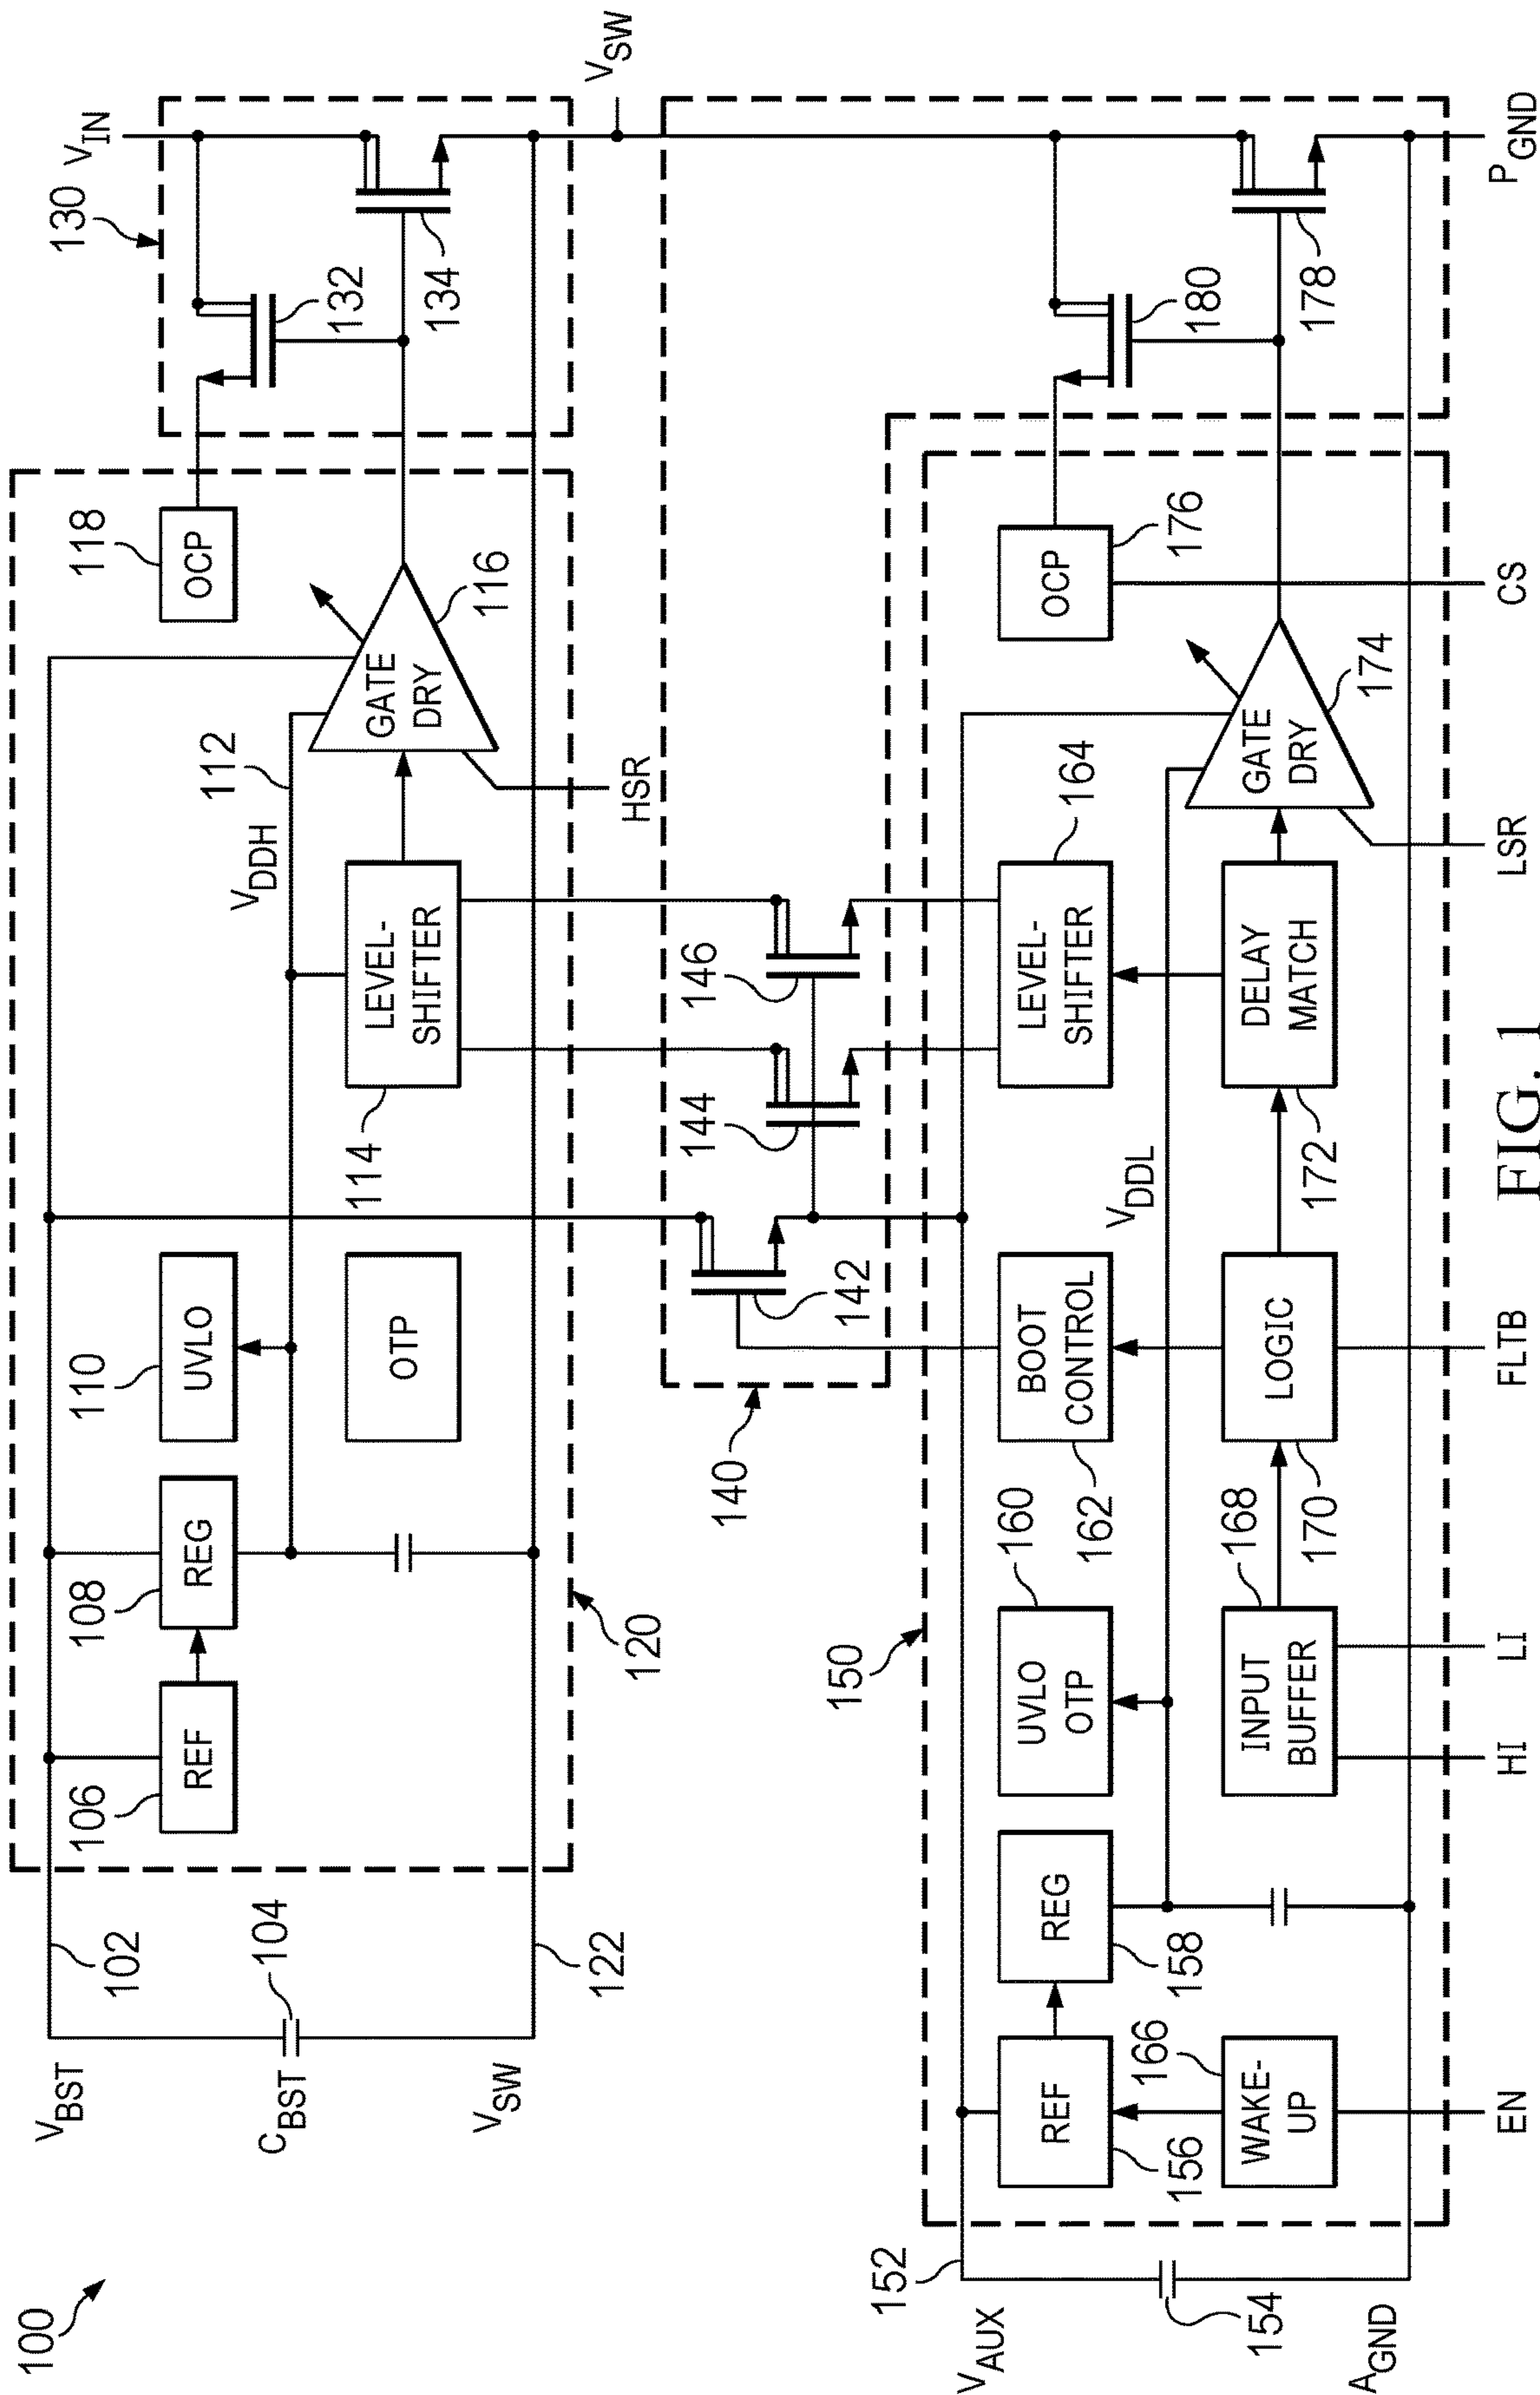 100
V_BST
102
C_BST
104
V_SW
122
106
REF
108
REG
110
UVLO
OTP
112
V_DDH
114
LEVEL-
SHIFTER
116
GATE
DRY
118
OCP
HSR
120
130
V_IN
132
134
V_SW
140
142
144
146
150
V_AUX
152
154
A_GND
REF
156
REG
158
160
UVLO
OTP
BOOT
CONTROL
162
LEVEL-
SHIFTER
164
OCP
176
V_DDL
166
WAKE-
UP
168
INPUT
BUFFER
LOGIC
170
DELAY
MATCH
172
GATE
DRY
174
180
178
EN
HI
LI
FLTB
LSR
CS
P_GND
FIG. 1